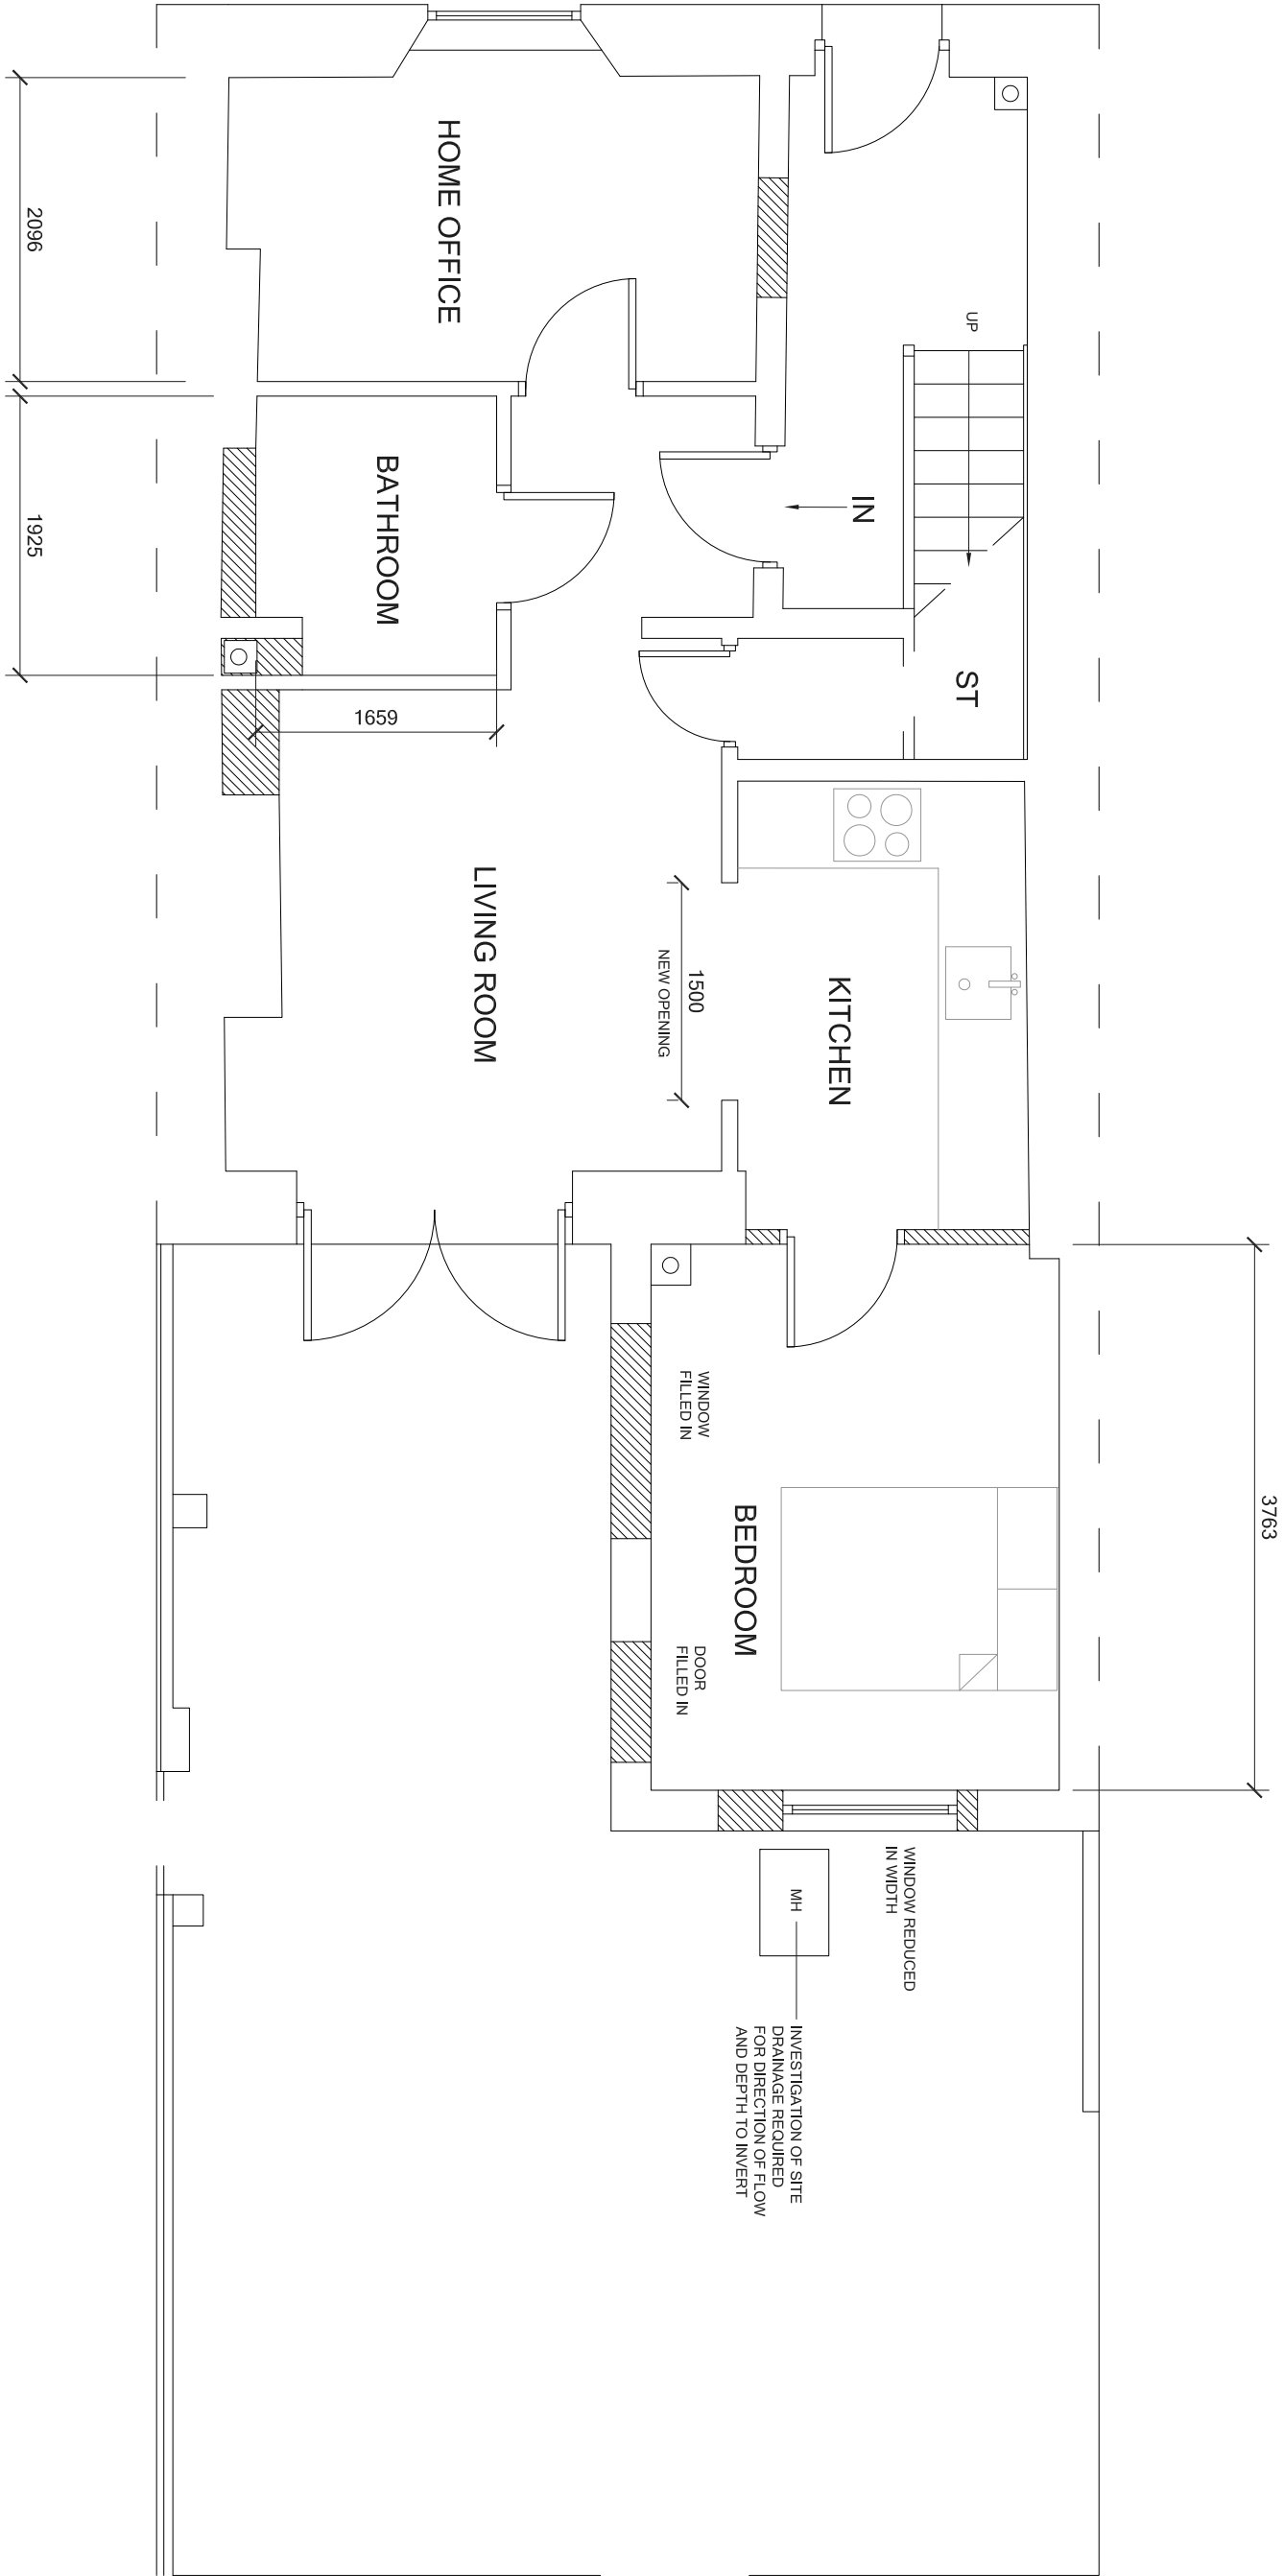 3763
UP
ST
IN
KITCHEN
1500
NEW OPENING
WINDOW
FILLED IN
BEDROOM
DOOR
FILLED IN
WINDOW REDUCED
IN WIDTH
MH
INVESTIGATION OF SITE
DRAINAGE REQUIRED
FOR DIRECTION OF FLOW
AND DEPTH TO INVERT
HOME OFFICE
BATHROOM
LIVING ROOM
1659
2096
1925